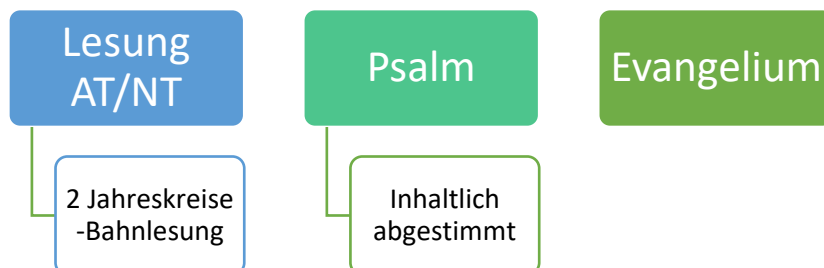 Lesung
AT/NT
Psalm
Evangelium
2 Jahreskreise
-Bahnlesung
Inhaltlich
abgestimmt